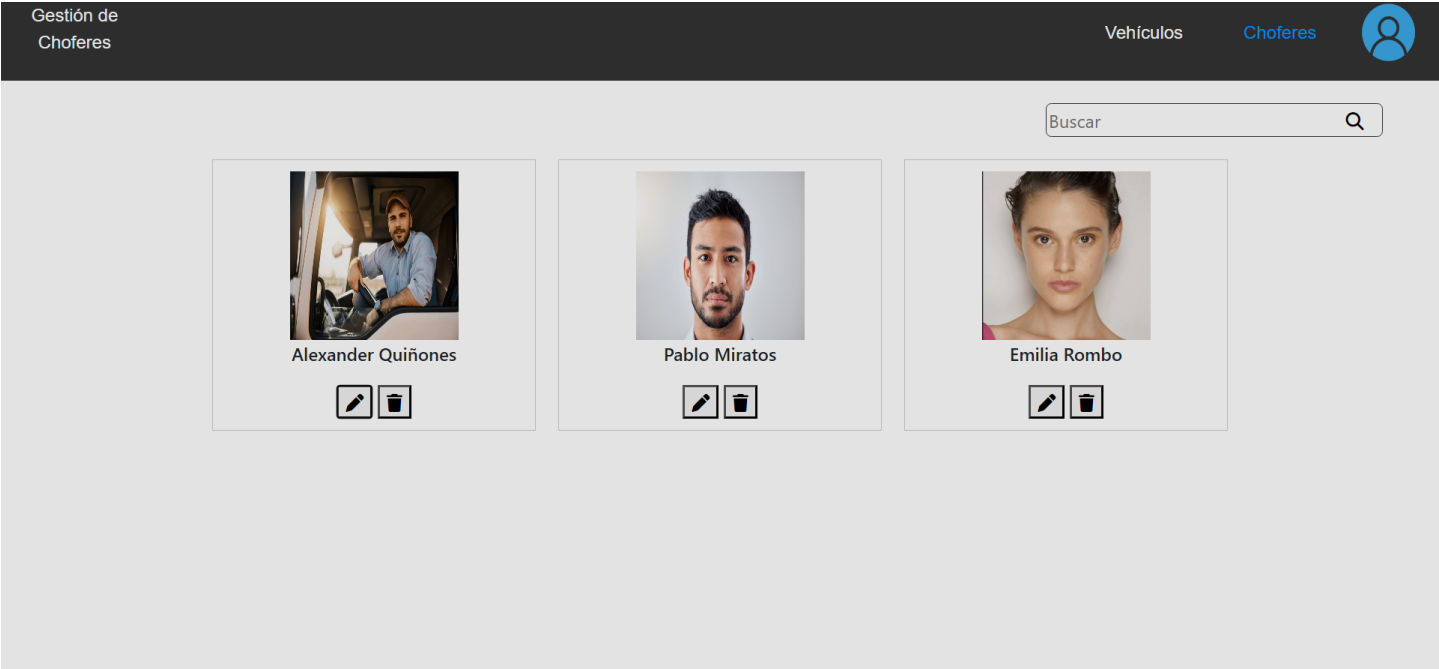 Gestión de
Choferes
Vehículos
Choferes
Buscar
Alexander Quiñones
Pablo Miratos
Emilia Rombo